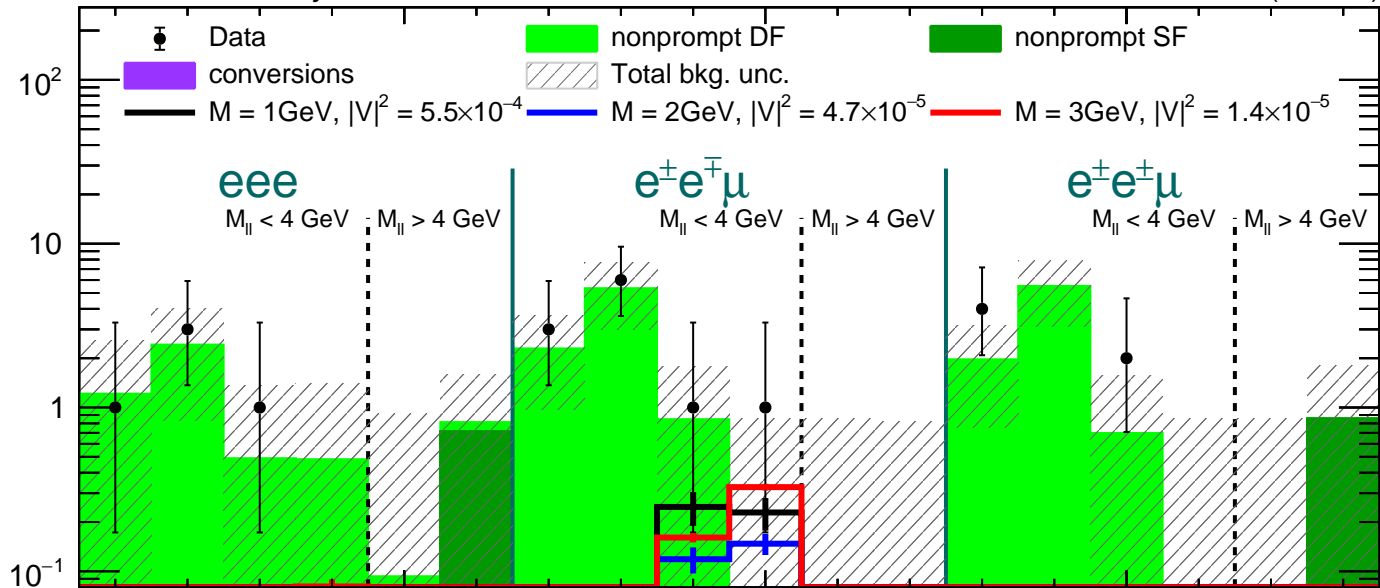 Data nonprompt DF nonprompt SF
conversions Total bkg. unc.
M = 1GeV, |V|² = 5.5×10⁻⁴ M = 2GeV, |V|² = 4.7×10⁻⁵ M = 3GeV, |V|² = 1.4×10⁻⁵
10²
eee e±e∓μ e±e±μ
M_ll < 4 GeV M_ll > 4 GeV M_ll < 4 GeV M_ll > 4 GeV M_ll < 4 GeV M_ll > 4 GeV
10
1
10⁻¹